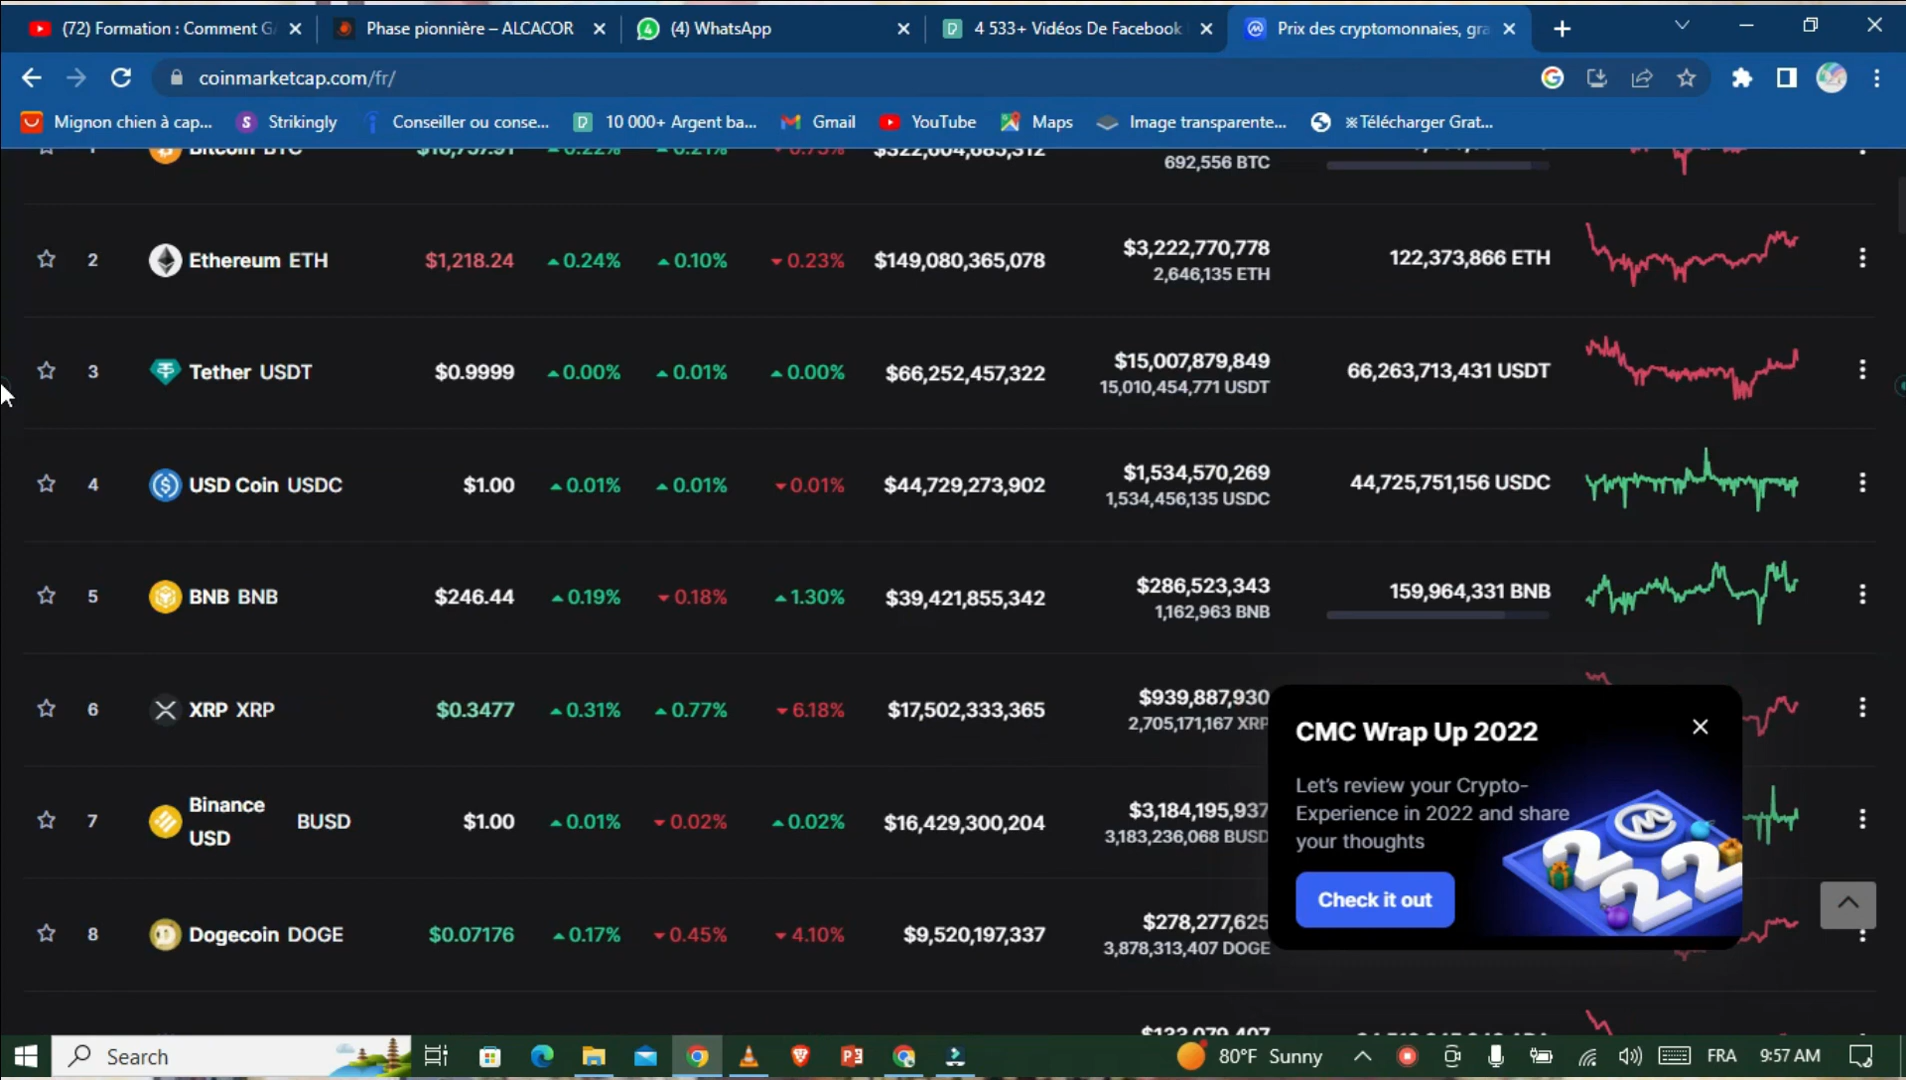 (72) Formation : Comment G
Phase pionnière – ALCACOR
(4) WhatsApp
4 533+ Vidéos De Facebook
Prix des cryptomonnaies, gra
coinmarketcap.com/fr/
Mignon chien à cap...
Strikingly
Conseiller ou conse...
10 000+ Argent ba...
Gmail
YouTube
Maps
Image transparente...
※Télécharger Grat...
Bitcoin BTC
0.22%
0.21%
692,556 BTC
2 Ethereum ETH $1,218.24 0.24% 0.10% 0.23% $149,080,365,078 $3,222,770,778 122,373,866 ETH
2,646,135 ETH
3 Tether USDT $0.9999 0.00% 0.01% 0.00% $66,252,457,322 $15,007,879,849 66,263,713,431 USDT
15,010,454,771 USDT
4 USD Coin USDC $1.00 0.01% 0.01% 0.01% $44,729,273,902 $1,534,570,269 44,725,751,156 USDC
1,534,456,135 USDC
5 BNB BNB $246.44 0.19% 0.18% 1.30% $39,421,855,342 $286,523,343 159,964,331 BNB
1,162,963 BNB
6 XRP XRP $0.3477 0.31% 0.77% 6.18% $17,502,333,365 $939,887,930
2,705,171,167 XRP
7 Binance USD BUSD $1.00 0.01% 0.02% 0.02% $16,429,300,204 $3,184,195,937
3,183,236,068 BUSD
8 Dogecoin DOGE $0.07176 0.17% 0.45% 4.10% $9,520,197,337 $278,277,625
3,878,313,407 DOGE
CMC Wrap Up 2022
Let's review your Crypto-
Experience in 2022 and share
your thoughts
Check it out
2022
Search
80°F Sunny
FRA
9:57 AM